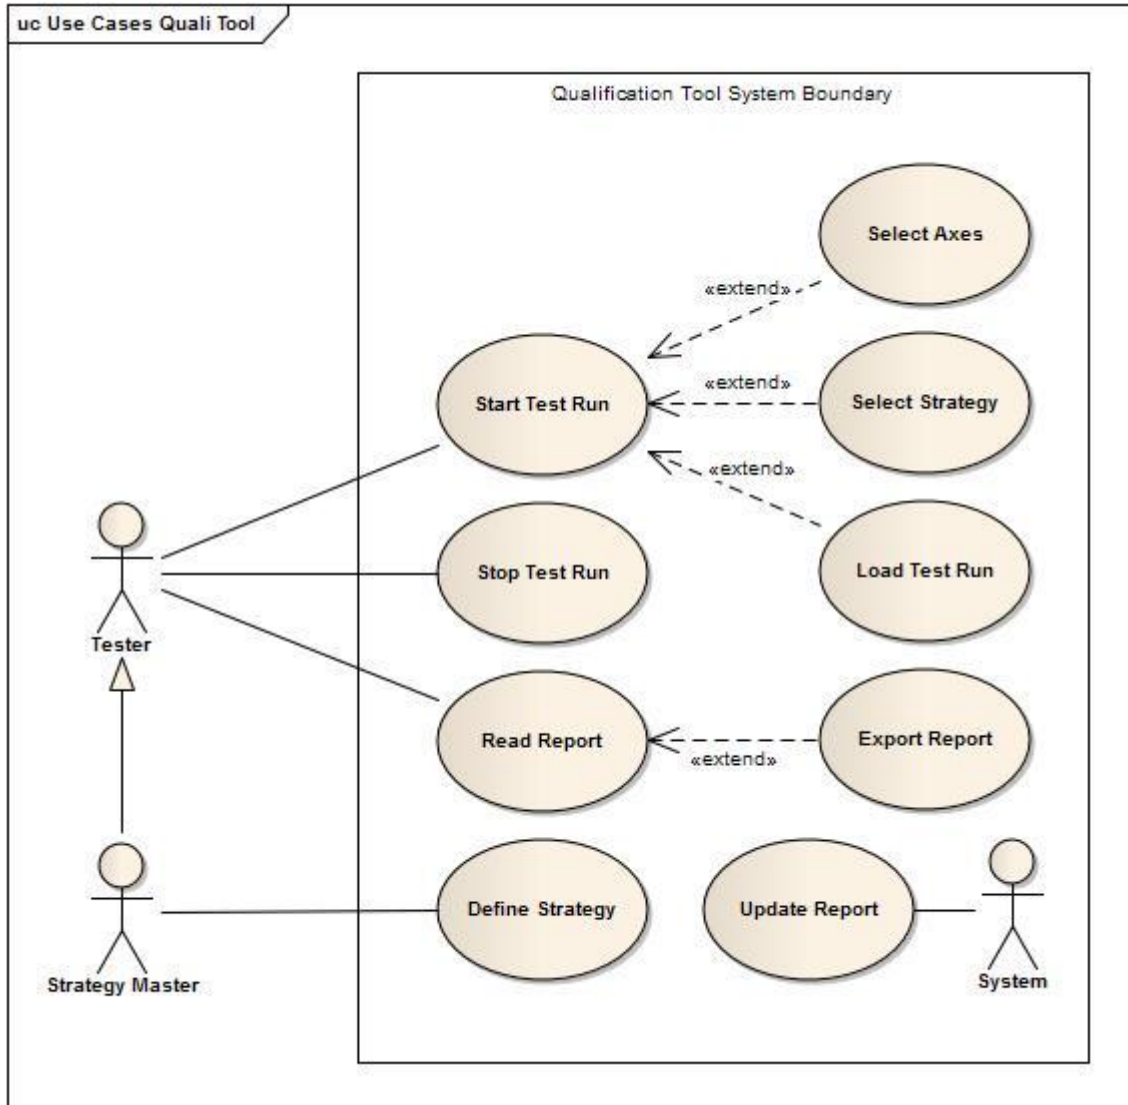 uc Use Cases Quali Tool
Qualification Tool System Boundary
Select Axes
«extend»
Start Test Run
«extend»
Select Strategy
«extend»
Stop Test Run
Load Test Run
Tester
Read Report
«extend»
Export Report
Define Strategy
Update Report
Strategy Master
System